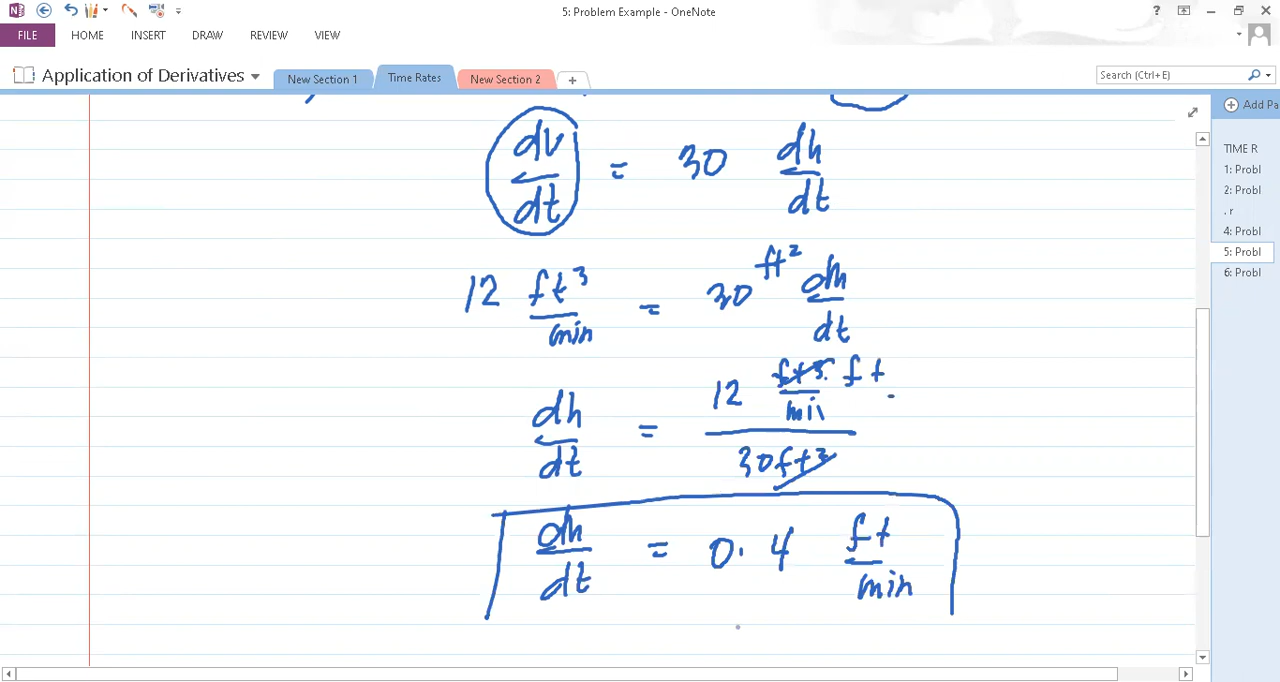 5: Problem Example - OneNote
FILE HOME INSERT DRAW REVIEW VIEW
Application of Derivatives New Section 1 Time Rates New Section 2 + Search (Ctrl+E)
Add Pa
TIME R
1: Probl
2: Probl
. r
4: Probl
5: Probl
6: Probl
dv/dt = 30 dh/dt
12 ft³/min = 30 ft² dh/dt
dh/dt = 12 ft3. ft/min / 30ft²
dh/dt = 0.4 ft/min